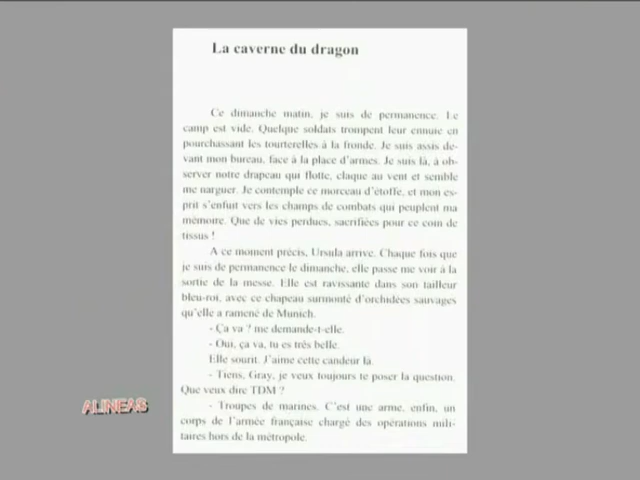 La caverne du dragon
Ce dimanche matin, je suis de permanence. Le
camp est vide. Quelque soldats trompent leur ennuie en
pourchassant les tourterelles à la fronde. Je suis assis de-
vant mon bureau, face à la place d'armes. Je suis là, à ob-
server notre drapeau qui flotte, claque au vent et semble
me narguer. Je contemple ce morceau d'étoffe, et mon es-
prit s'enfuit vers les champs de combats qui peuplent ma
mémoire. Que de vies perdues, sacrifiées pour ce coin de
tissus !
A ce moment précis, Ursula arrive. Chaque fois que
je suis de permanence le dimanche, elle passe me voir à la
sortie de la messe. Elle est ravissante dans son tailleur
bleu-roi, avec ce chapeau surmonté d'orchidées sauvages
qu'elle a ramené de Munich.
- Ça va ? me demande-t-elle.
- Oui, ça va, tu es très belle.
Elle sourit. J'aime cette candeur là.
- Tiens, Gray, je veux toujours te poser la question.
Que veux dire TDM ?
- Troupes de marines. C'est une arme, enfin, un
corps de l'armée française chargé des opérations mili-
taires hors de la métropole.
ALINEAS